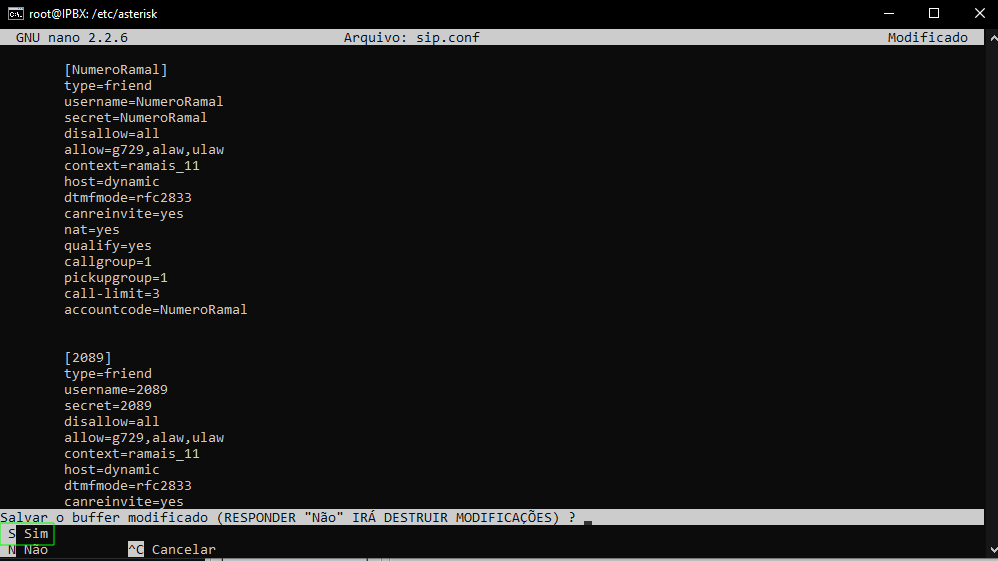 root@IPBX: /etc/asterisk
GNU nano 2.2.6 Arquivo: sip.conf Modificado
[NumeroRamal]
type=friend
username=NumeroRamal
secret=NumeroRamal
disallow=all
allow=g729,alaw,ulaw
context=ramais_11
host=dynamic
dtmfmode=rfc2833
canreinvite=yes
nat=yes
qualify=yes
callgroup=1
pickupgroup=1
call-limit=3
accountcode=NumeroRamal
[2089]
type=friend
username=2089
secret=2089
disallow=all
allow=g729,alaw,ulaw
context=ramais_11
host=dynamic
dtmfmode=rfc2833
canreinvite=yes
Salvar o buffer modificado (RESPONDER "Não" IRÁ DESTRUIR MODIFICAÇÕES) ?
S Sim
N Não ^C Cancelar